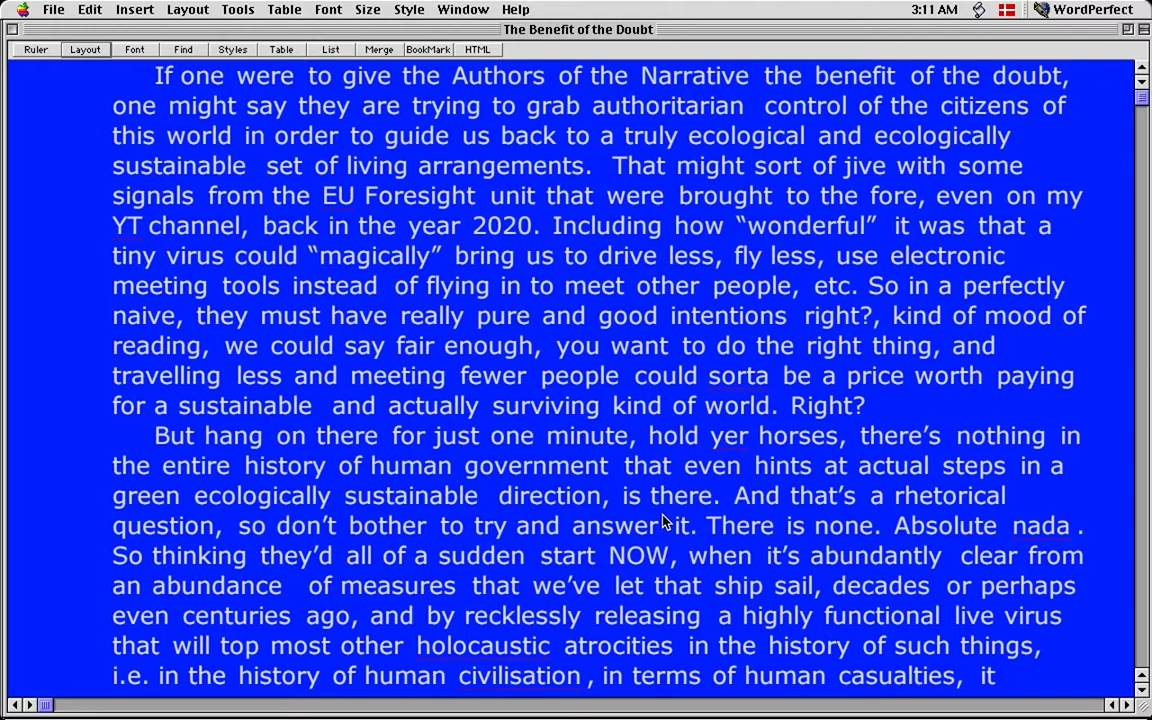 File Edit Insert Layout Tools Table Font Size Style Window Help 3:11 AM WordPerfect
The Benefit of the Doubt
Ruler Layout Font Find Styles Table List Merge BookMark HTML
If one were to give the Authors of the Narrative the benefit of the doubt,
one might say they are trying to grab authoritarian control of the citizens of
this world in order to guide us back to a truly ecological and ecologically
sustainable set of living arrangements. That might sort of jive with some
signals from the EU Foresight unit that were brought to the fore, even on my
YT channel, back in the year 2020. Including how “wonderful” it was that a
tiny virus could “magically” bring us to drive less, fly less, use electronic
meeting tools instead of flying in to meet other people, etc. So in a perfectly
naive, they must have really pure and good intentions right?, kind of mood of
reading, we could say fair enough, you want to do the right thing, and
travelling less and meeting fewer people could sorta be a price worth paying
for a sustainable and actually surviving kind of world. Right?
But hang on there for just one minute, hold yer horses, there’s nothing in
the entire history of human government that even hints at actual steps in a
green ecologically sustainable direction, is there. And that’s a rhetorical
question, so don’t bother to try and answer it. There is none. Absolute nada .
So thinking they’d all of a sudden start NOW, when it’s abundantly clear from
an abundance of measures that we’ve let that ship sail, decades or perhaps
even centuries ago, and by recklessly releasing a highly functional live virus
that will top most other holocaustic atrocities in the history of such things,
i.e. in the history of human civilisation , in terms of human casualties, it